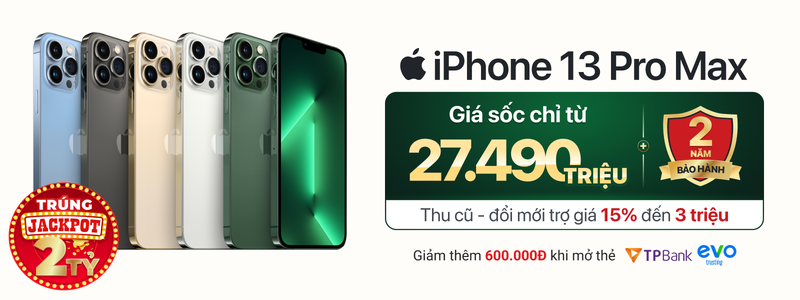 iPhone 13 Pro Max
Giá sốc chỉ từ
27.490 TRIỆU
+
2
NĂM
BẢO HÀNH
Thu cũ - đổi mới trợ giá 15% đến 3 triệu
Giảm thêm 600.000Đ khi mở thẻ TPBank evo
trusting
TRÚNG
JACKPOT
2 TỶ